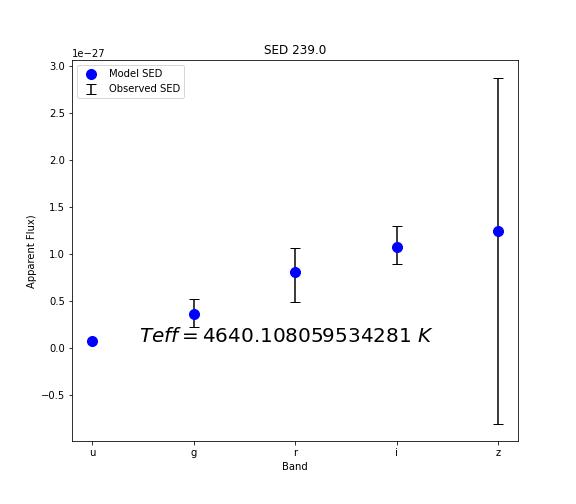 SED 239.0
1e−27
Model SED
Observed SED
3.0
2.5
2.0
1.5
1.0
0.5
0.0
−0.5
Apparent Flux)
Teff = 4640.108059534281 K
u g r i z
Band